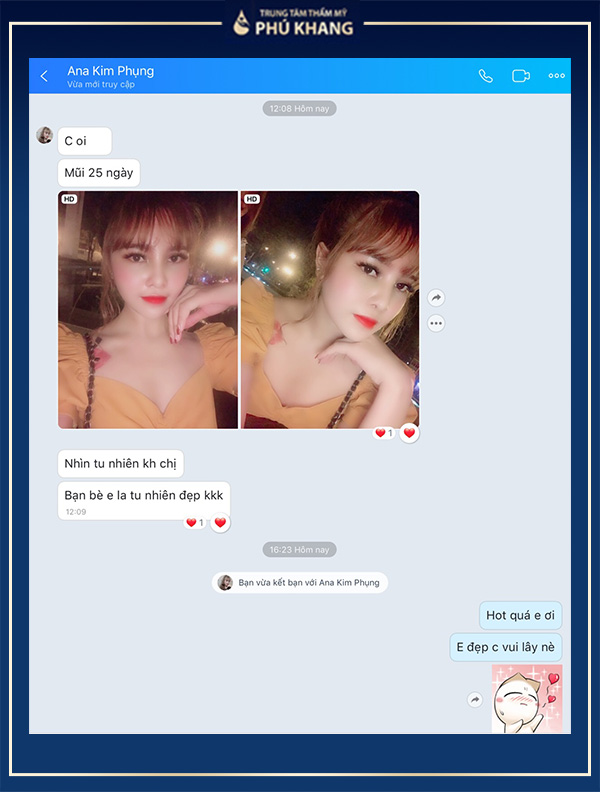 TRUNG TÂM THẨM MỸ
PHÚ KHANG
Ana Kim Phụng
Vừa mới truy cập
12:08 Hôm nay
C oi
Mũi 25 ngày
HD
HD
1
Nhìn tu nhiên kh chị
Bạn bè e la tu nhiên đẹp kkk
12:09
1
16:23 Hôm nay
Bạn vừa kết bạn với Ana Kim Phụng
Hot quá e ơi
E đẹp c vui lây nè